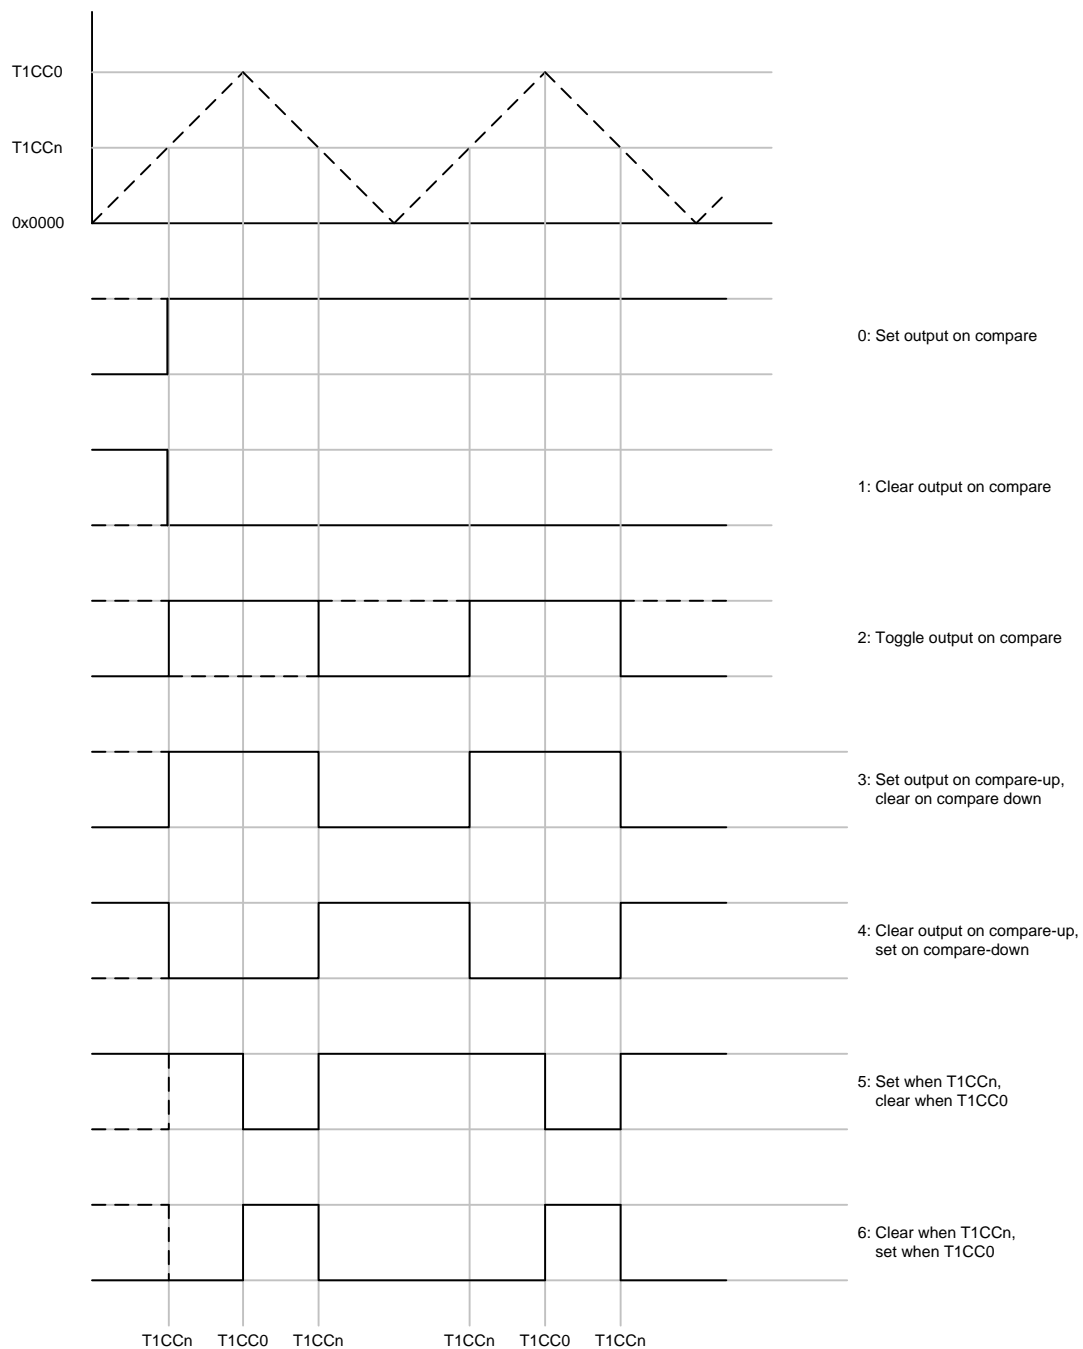 T1CC0
T1CCn
0x0000
0: Set output on compare
1: Clear output on compare
2: Toggle output on compare
3: Set output on compare-up,
clear on compare down
4: Clear output on compare-up,
set on compare-down
5: Set when T1CCn,
clear when T1CC0
6: Clear when T1CCn,
set when T1CC0
T1CCn T1CC0 T1CCn T1CCn T1CC0 T1CCn